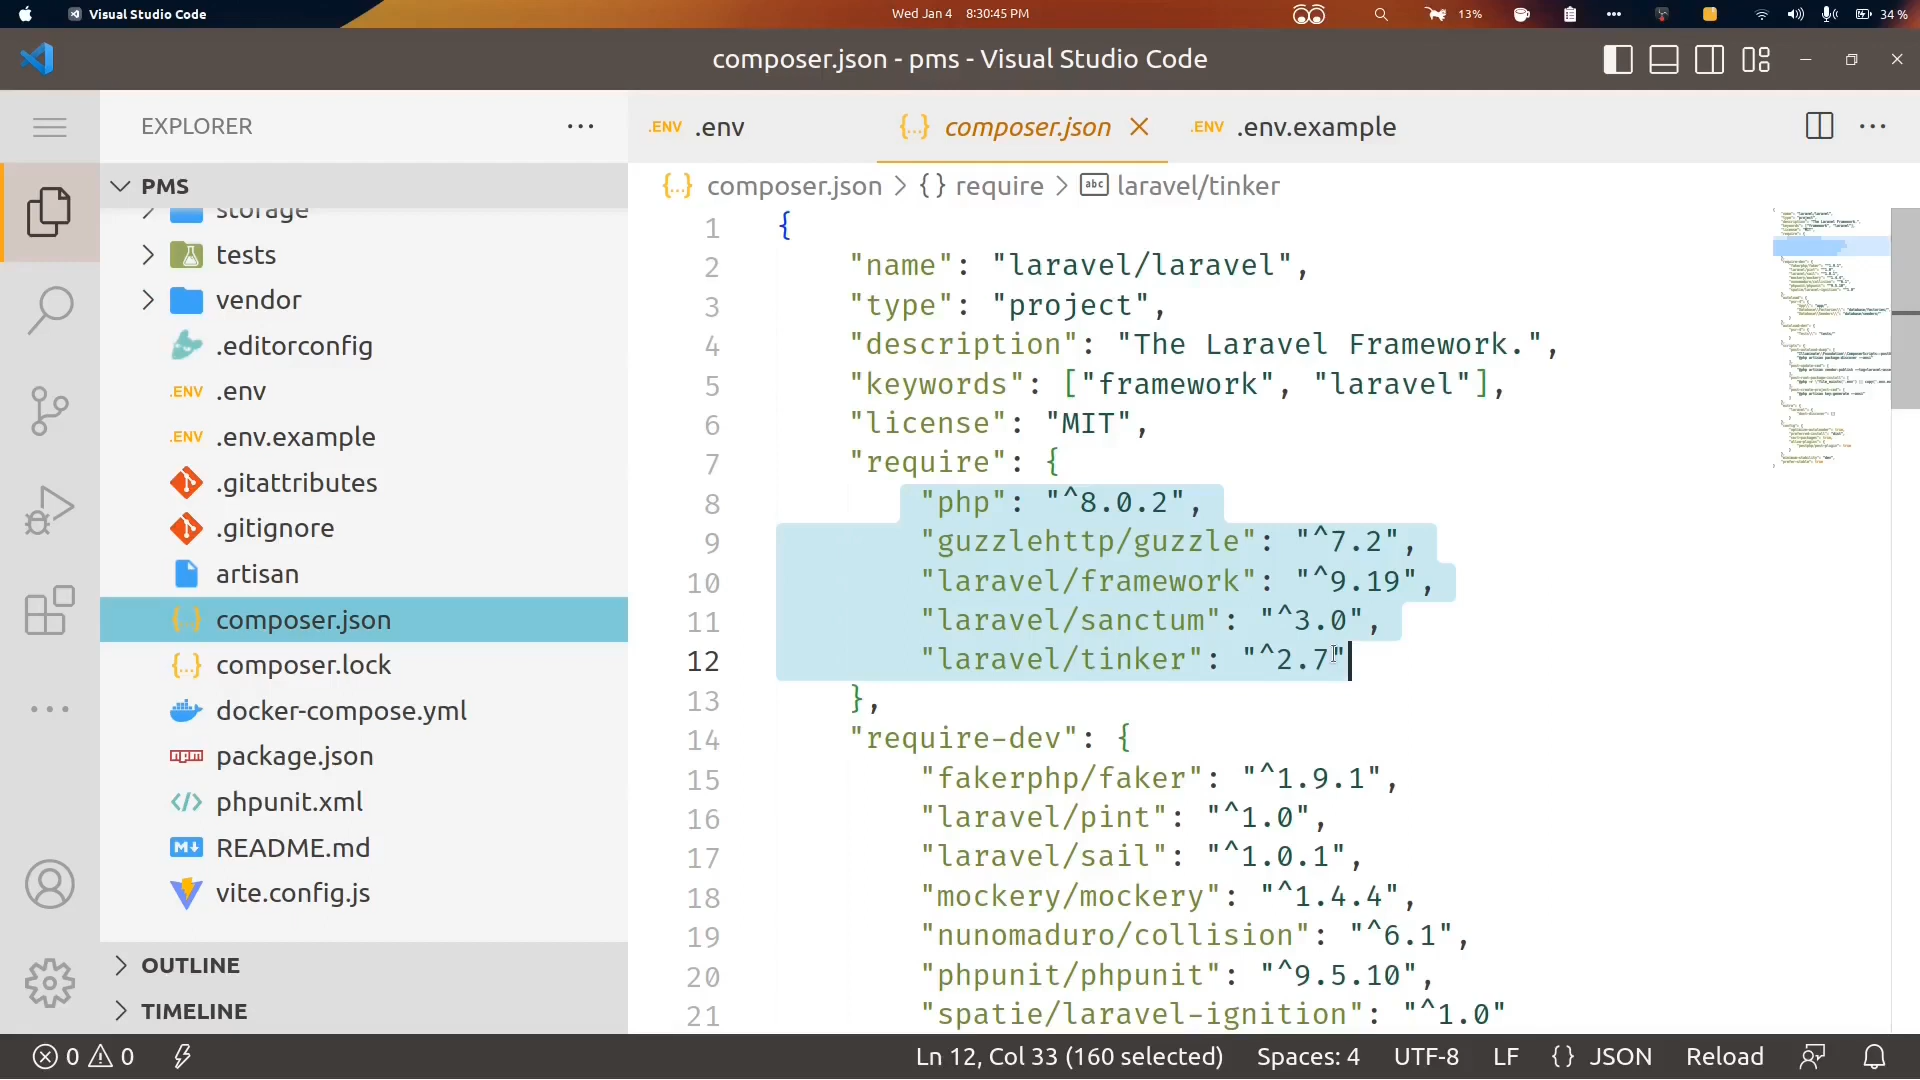 Visual Studio Code
Wed Jan 4 8:30:45 PM
13%
34 %
composer.json - pms - Visual Studio Code
EXPLORER
.ENV .env
{...} composer.json
.ENV .env.example
PMS
{...} composer.json > { } require > abc laravel/tinker
storage
tests
vendor
.editorconfig
.ENV .env
.ENV .env.example
.gitattributes
.gitignore
artisan
{...} composer.json
{...} composer.lock
docker-compose.yml
package.json
phpunit.xml
M↓ README.md
vite.config.js
OUTLINE
TIMELINE
1 {
2 "name": "laravel/laravel",
3 "type": "project",
4 "description": "The Laravel Framework.",
5 "keywords": ["framework", "laravel"],
6 "license": "MIT",
7 "require": {
8 "php": "^8.0.2",
9 "guzzlehttp/guzzle": "^7.2",
10 "laravel/framework": "^9.19",
11 "laravel/sanctum": "^3.0",
12 "laravel/tinker": "^2.7"
13 },
14 "require-dev": {
15 "fakerphp/faker": "^1.9.1",
16 "laravel/pint": "^1.0",
17 "laravel/sail": "^1.0.1",
18 "mockery/mockery": "^1.4.4",
19 "nunomaduro/collision": "^6.1",
20 "phpunit/phpunit": "^9.5.10",
21 "spatie/laravel-ignition": "^1.0"
0 0
Ln 12, Col 33 (160 selected)
Spaces: 4
UTF-8
LF
{ } JSON
Reload